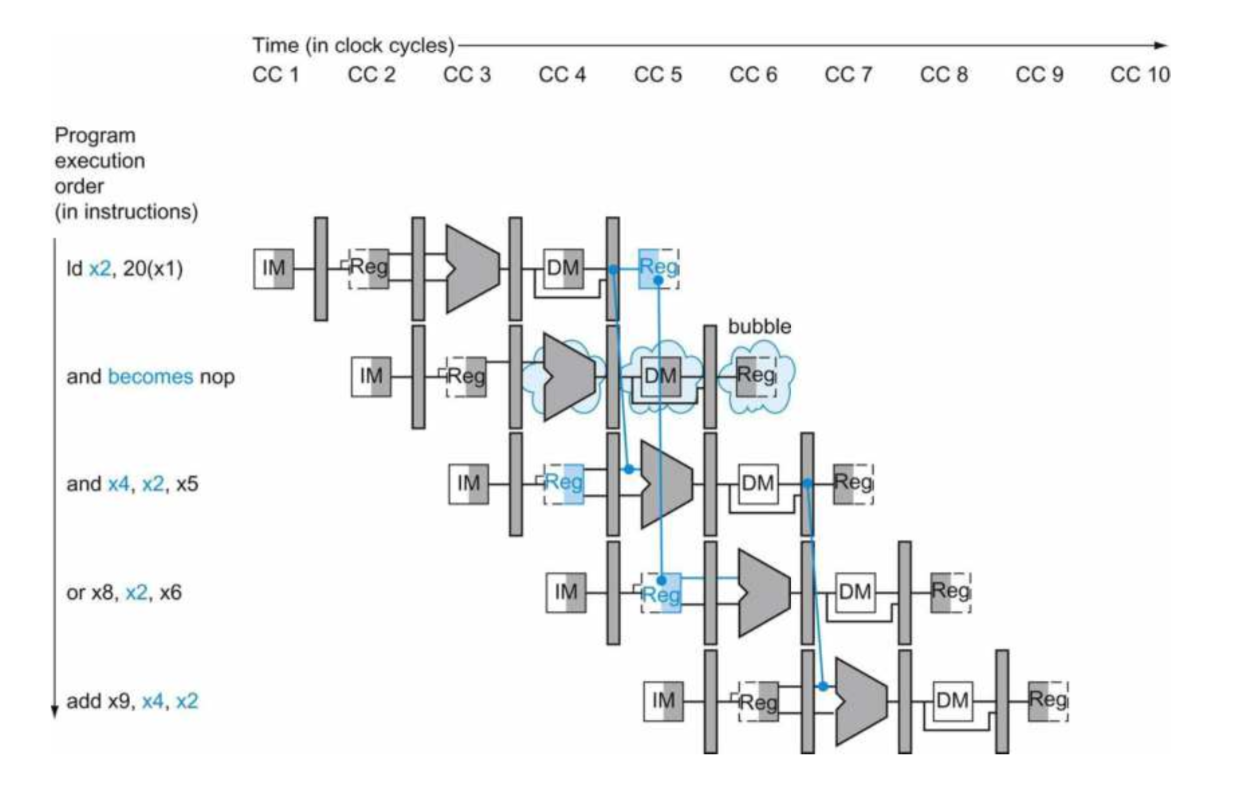 Time (in clock cycles)
CC 1 CC 2 CC 3 CC 4 CC 5 CC 6 CC 7 CC 8 CC 9 CC 10
Program
execution
order
(in instructions)
ld x2, 20(x1) IM Reg DM Reg
bubble
and becomes nop IM Reg DM Reg
and x4, x2, x5 IM Reg DM Reg
or x8, x2, x6 IM Reg DM Reg
add x9, x4, x2 IM Reg DM Reg